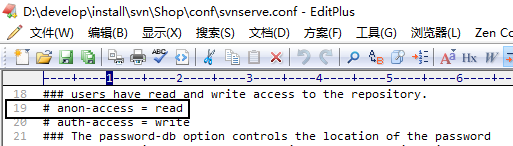 D:\develop\install\svn\Shop\conf\svnserve.conf - EditPlus
文件(W) 编辑(B) 显示(X) 搜索(S) 文档(D) 方案(F) 工具(G) 浏览器(L) Zen Co
----+----1----+----2----+----3----+----4----+----5----+----6----
18 ### users have read and write access to the repository.
19 # anon-access = read
20 # auth-access = write
21 ### The password-db option controls the location of the password